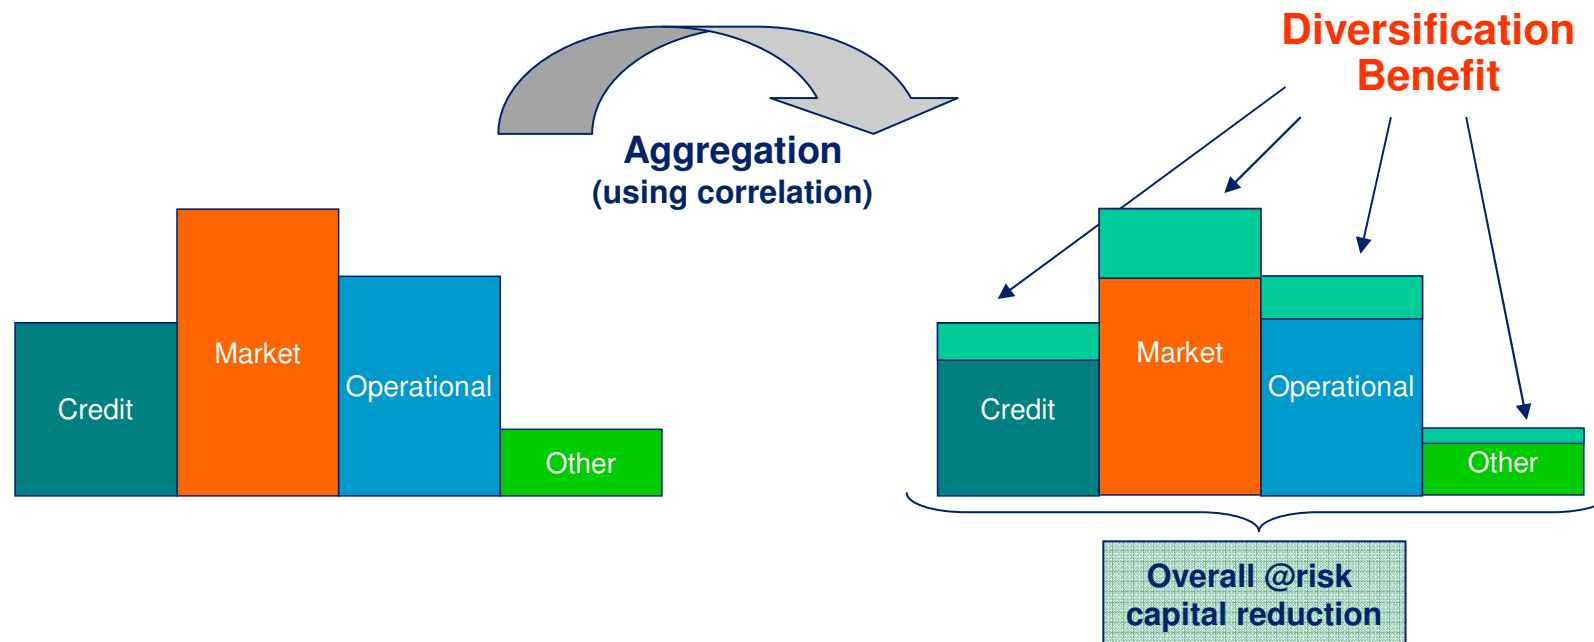 Diversification
Benefit
Aggregation
(using correlation)
Credit
Market
Operational
Other
Credit
Market
Operational
Other
Overall @risk
capital reduction